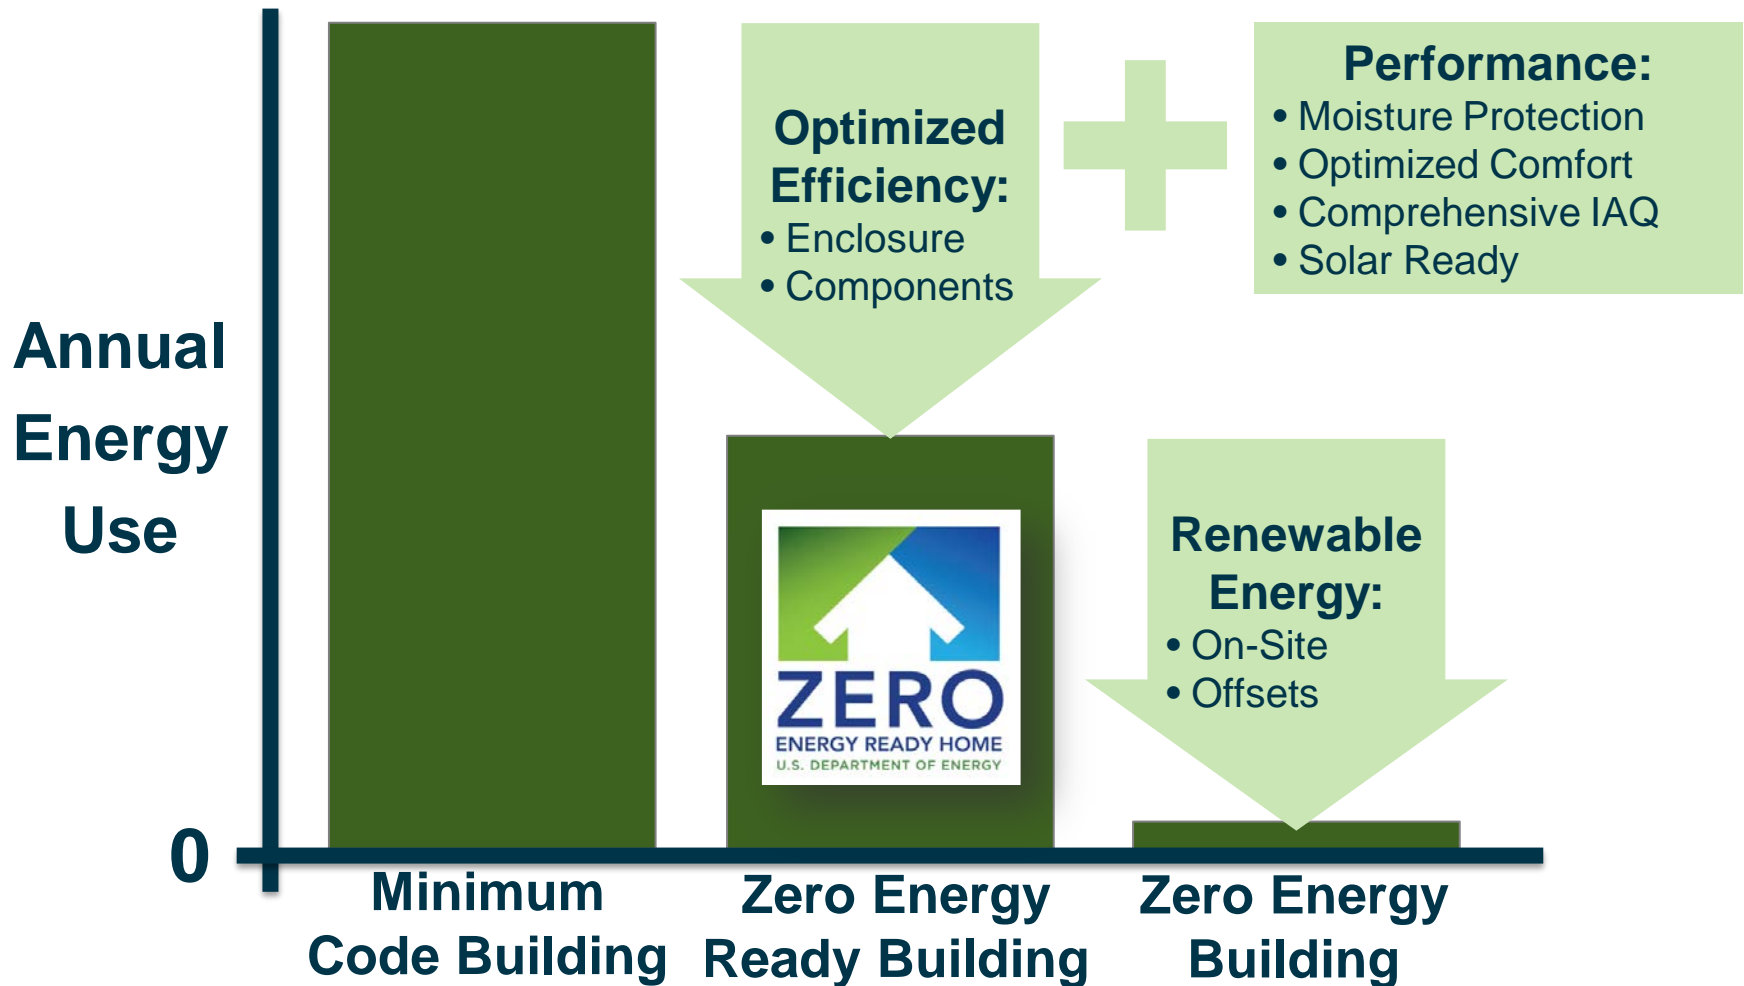 Annual
Energy
Use
0
Optimized
Efficiency:
• Enclosure
• Components
Performance:
• Moisture Protection
• Optimized Comfort
• Comprehensive IAQ
• Solar Ready
ZERO
ENERGY READY HOME
U.S. DEPARTMENT OF ENERGY
Renewable
Energy:
• On-Site
• Offsets
Minimum
Code Building
Zero Energy
Ready Building
Zero Energy
Building